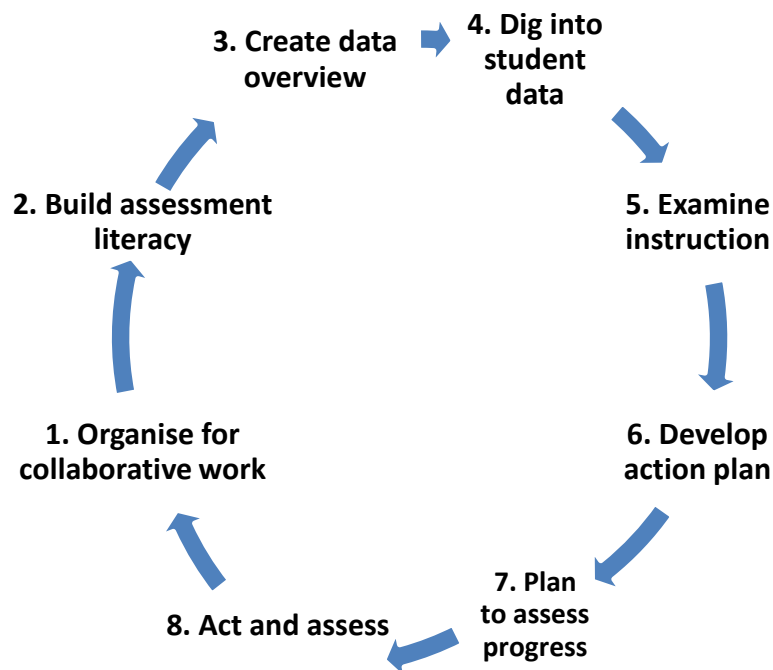 1. Organise for
collaborative work
2. Build assessment
literacy
3. Create data
overview
4. Dig into
student
data
5. Examine
instruction
6. Develop
action plan
7. Plan
to assess
progress
8. Act and assess